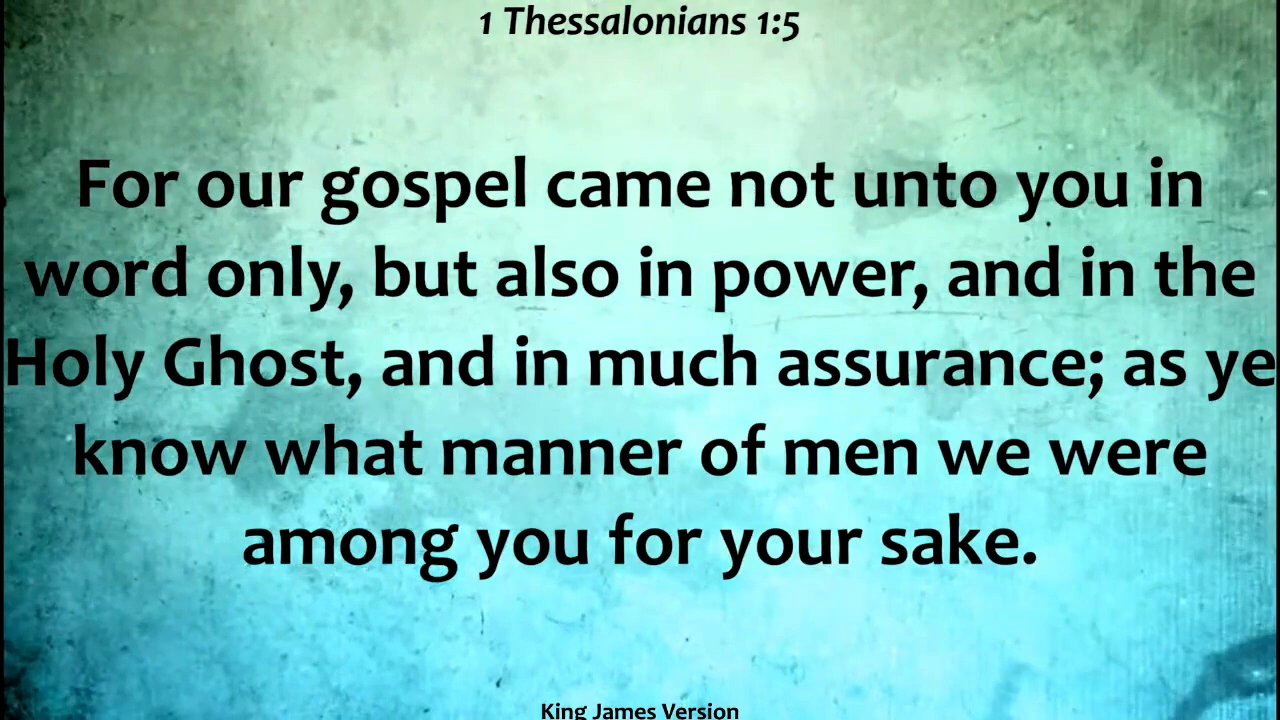 1 Thessalonians 1:5
For our gospel came not unto you in
word only, but also in power, and in the
Holy Ghost, and in much assurance; as ye
know what manner of men we were
among you for your sake.
King James Version